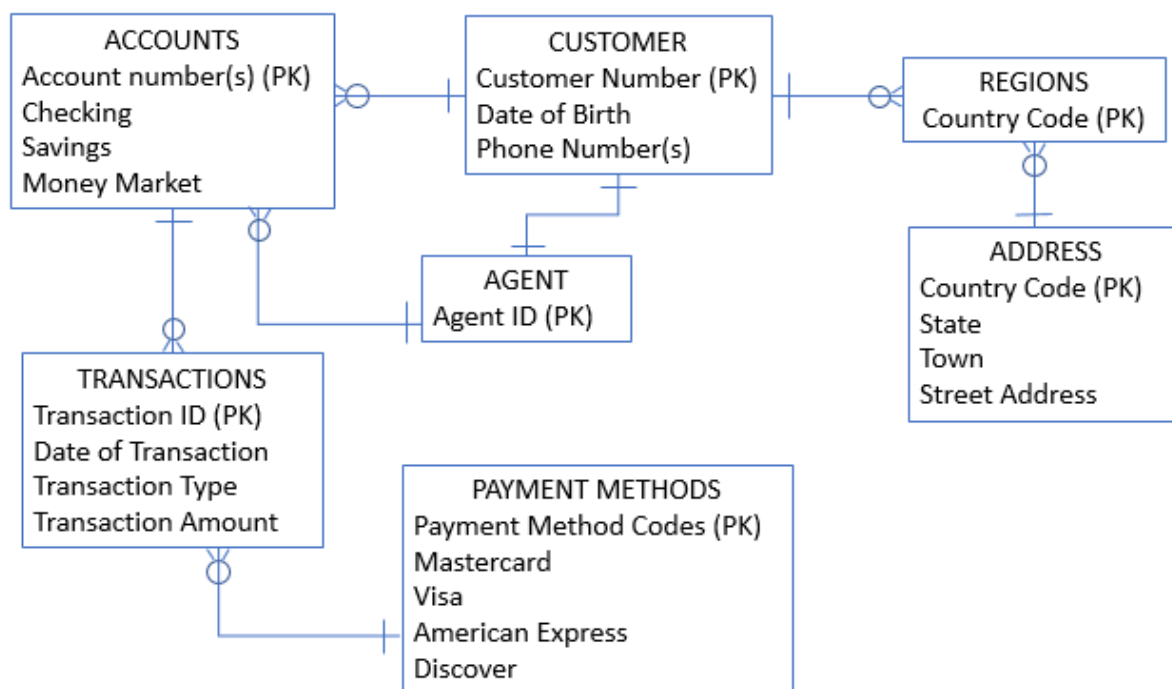 ACCOUNTS
Account number(s) (PK)
Checking
Savings
Money Market
CUSTOMER
Customer Number (PK)
Date of Birth
Phone Number(s)
REGIONS
Country Code (PK)
AGENT
Agent ID (PK)
ADDRESS
Country Code (PK)
State
Town
Street Address
TRANSACTIONS
Transaction ID (PK)
Date of Transaction
Transaction Type
Transaction Amount
PAYMENT METHODS
Payment Method Codes (PK)
Mastercard
Visa
American Express
Discover